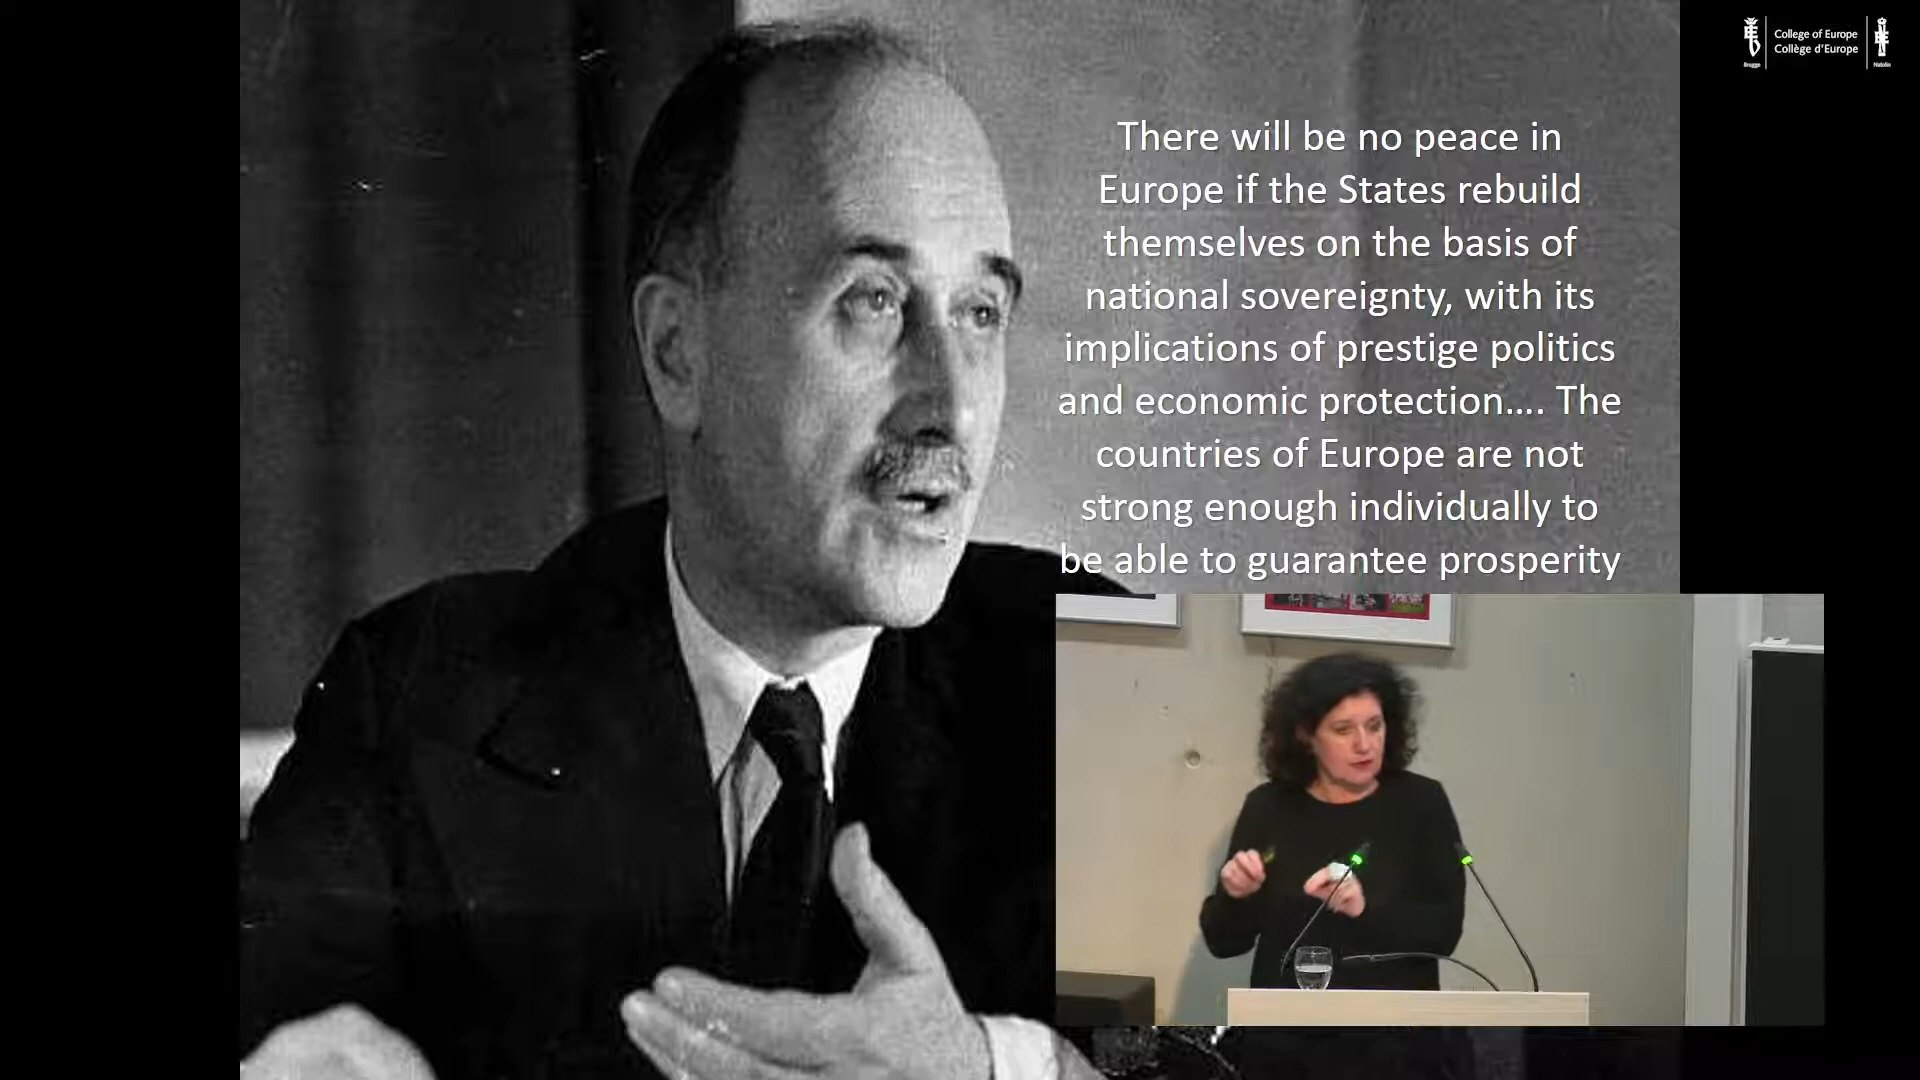 There will be no peace in
Europe if the States rebuild
themselves on the basis of
national sovereignty, with its
implications of prestige politics
and economic protection…. The
countries of Europe are not
strong enough individually to
be able to guarantee prosperity
College of Europe
Collège d'Europe
Brugge
Natolin